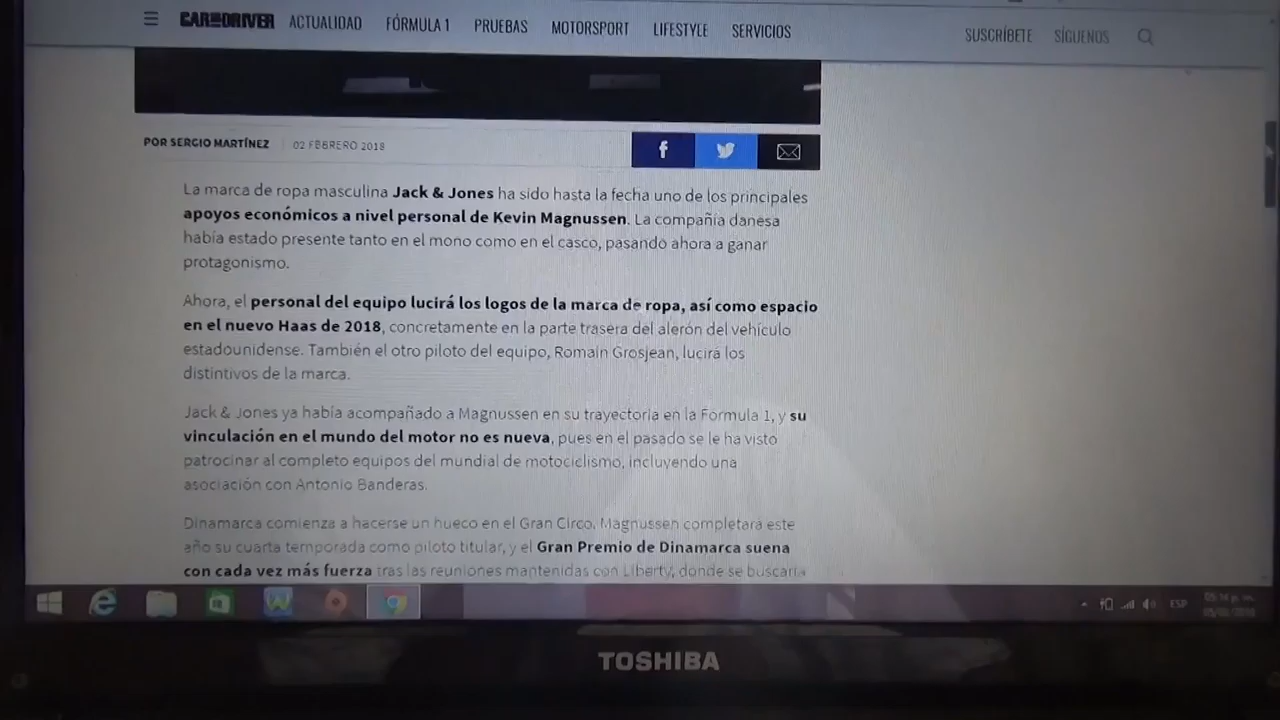 CAR and DRIVER ACTUALIDAD FÓRMULA 1 PRUEBAS MOTORSPORT LIFESTYLE SERVICIOS SUSCRÍBETE SÍGUENOS
POR SERGIO MARTÍNEZ 02 FEBRERO 2018
La marca de ropa masculina Jack & Jones ha sido hasta la fecha uno de los principales
apoyos económicos a nivel personal de Kevin Magnussen. La compañía danesa
había estado presente tanto en el mono como en el casco, pasando ahora a ganar
protagonismo.
Ahora, el personal del equipo lucirá los logos de la marca de ropa, así como espacio
en el nuevo Haas de 2018, concretamente en la parte trasera del alerón del vehículo
estadounidense. También el otro piloto del equipo, Romain Grosjean, lucirá los
distintivos de la marca.
Jack & Jones ya había acompañado a Magnussen en su trayectoria en la Fórmula 1, y su
vinculación en el mundo del motor no es nueva, pues en el pasado se le ha visto
patrocinar al completo equipos del mundial de motociclismo, incluyendo una
asociación con Antonio Banderas.
Dinamarca comienza a hacerse un hueco en el Gran Circo. Magnussen completará este
año su cuarta temporada como piloto titular, y el Gran Premio de Dinamarca suena
con cada vez más fuerza tras las reuniones mantenidas con Liberty, donde se buscaría
ESP
TOSHIBA